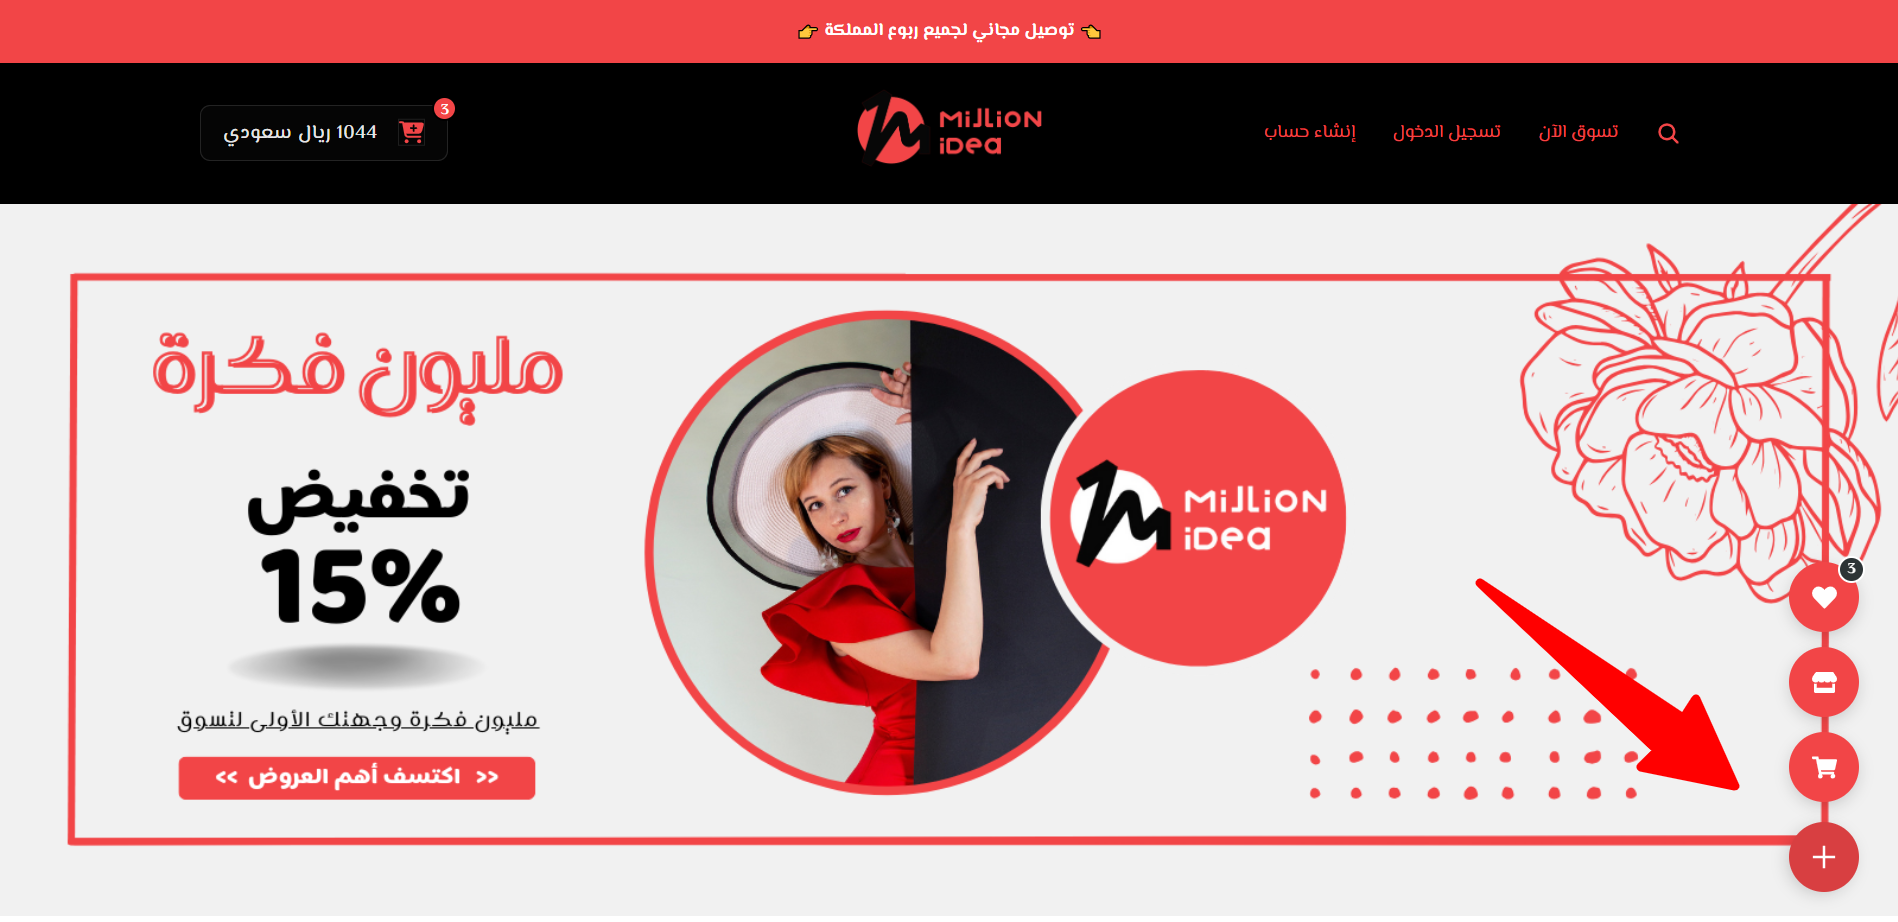 👈 توصيل مجاني لجميع ربوع المملكة 👉
تسوق الآن
تسجيل الدخول
إنشاء حساب
MiLLiON
iDea
3
1044 ريال سعودي
مليون فكرة
تخفيض
15%
مليون فكرة وجهتك الأولى لتسوق
<< اكتسف أهم العروض >>
MiLLiON
iDea
3